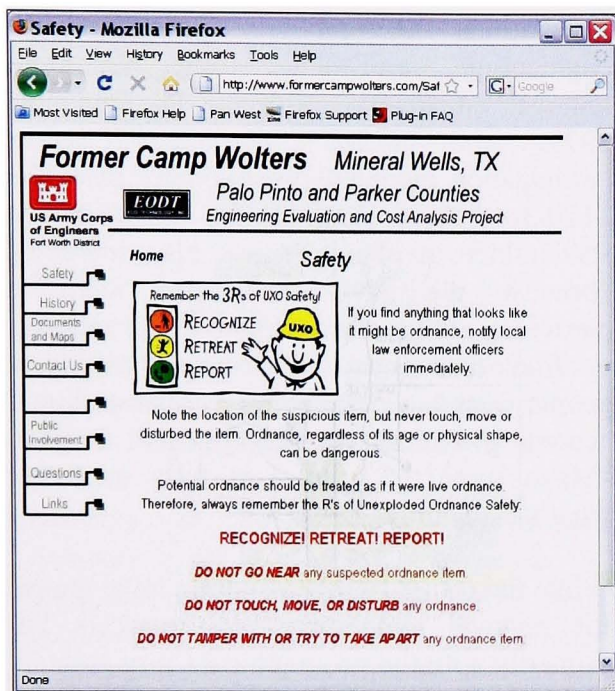 Safety - Mozilla Firefox
File Edit View History Bookmarks Tools Help
http://www.formercampwolters.com/Saf
G Google
Most Visited Firefox Help Pan West Firefox Support Plug-in FAQ
Former Camp Wolters Mineral Wells, TX
Palo Pinto and Parker Counties
Engineering Evaluation and Cost Analysis Project
EODT
US Army Corps
of Engineers
Fort Worth District
Home
Safety
Safety
History
Documents
and Maps
Contact Us
Public
Involvement
Questions
Links
Remember the 3Rs of UXO Safety!
RECOGNIZE
RETREAT
REPORT
UXO
If you find anything that looks like
it might be ordnance, notify local
law enforcement officers
immediately.
Note the location of the suspicious item, but never touch, move or
disturbed the item. Ordnance, regardless of its age or physical shape,
can be dangerous.
Potential ordnance should be treated as if it were live ordnance.
Therefore, always remember the R's of Unexploded Ordnance Safety:
RECOGNIZE! RETREAT! REPORT!
DO NOT GO NEAR any suspected ordnance item.
DO NOT TOUCH, MOVE, OR DISTURB any ordnance.
DO NOT TAMPER WITH OR TRY TO TAKE APART any ordnance item.
Done